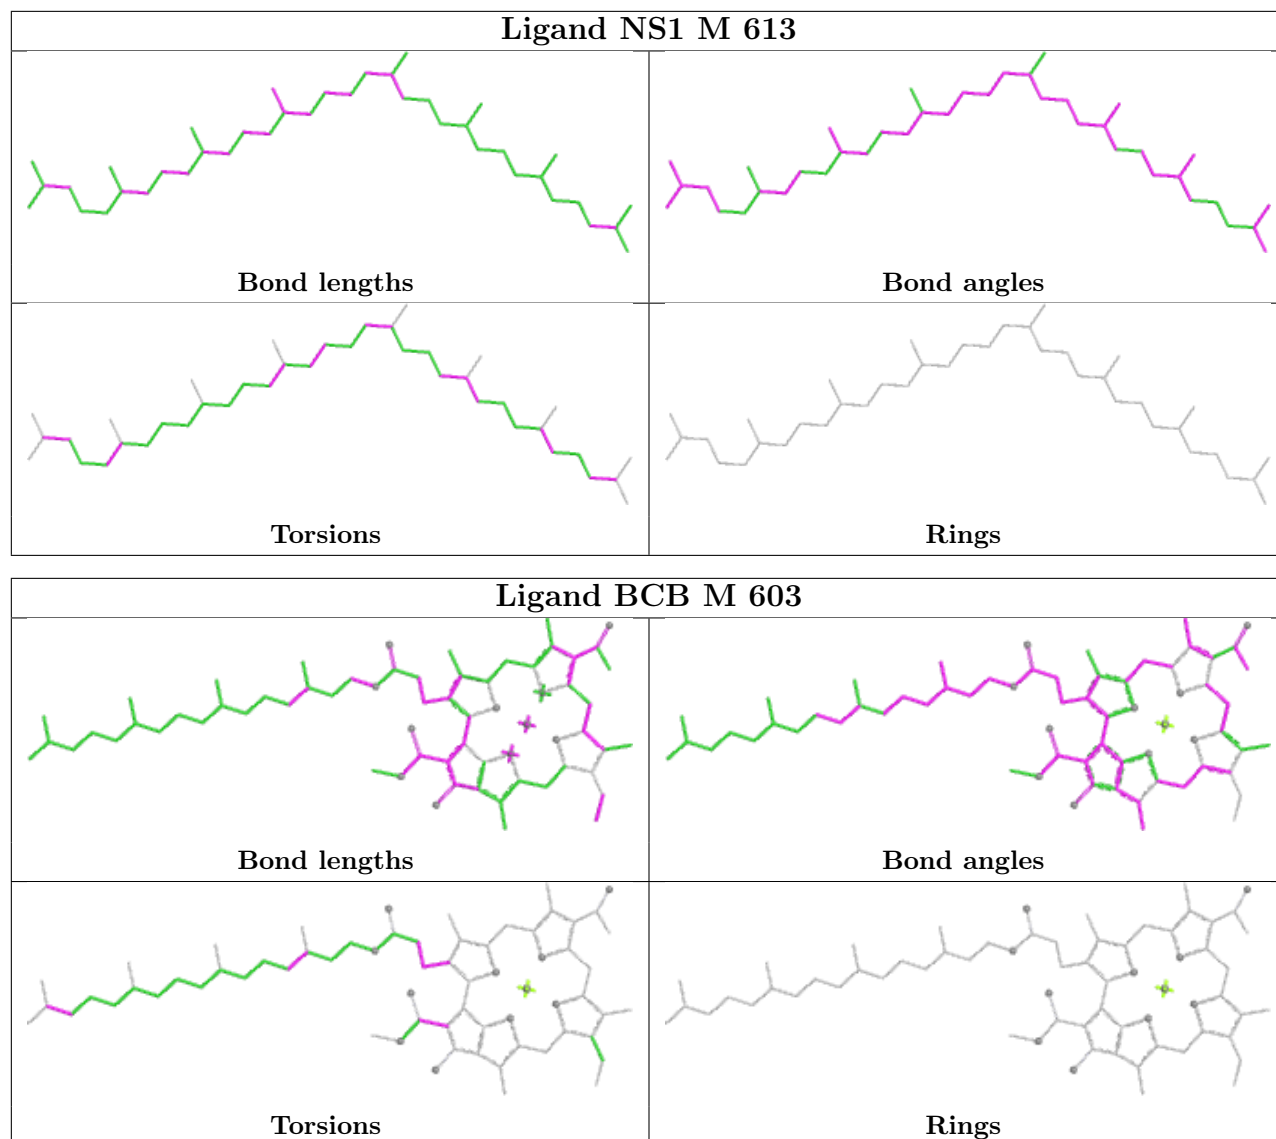 Ligand NS1 M 613
Bond lengths
Bond angles
Torsions
Rings
Ligand BCB M 603
Bond lengths
Bond angles
Torsions
Rings